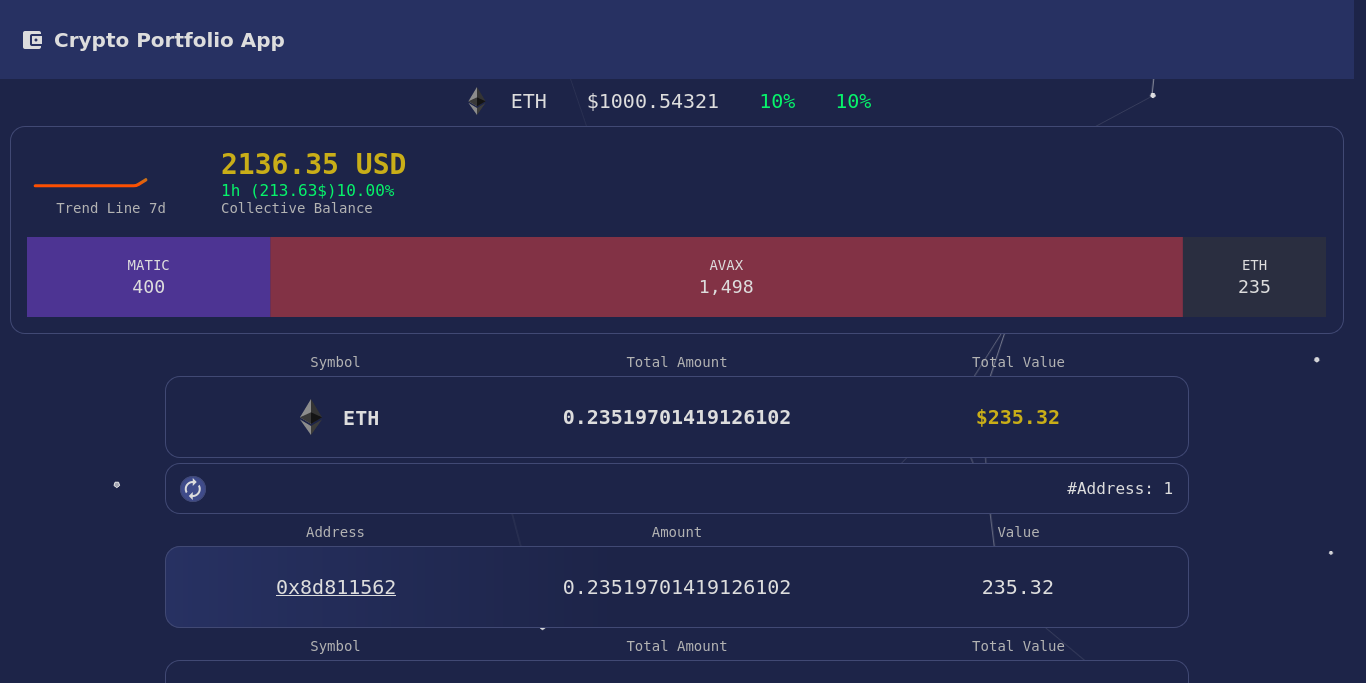 Crypto Portfolio App
ETH $1000.54321 10% 10%
2136.35 USD
1h (213.63$)10.00%
Trend Line 7d Collective Balance
MATIC AVAX ETH
400 1,498 235
Symbol Total Amount Total Value
ETH 0.23519701419126102 $235.32
#Address: 1
Address Amount Value
0x8d811562 0.23519701419126102 235.32
Symbol Total Amount Total Value